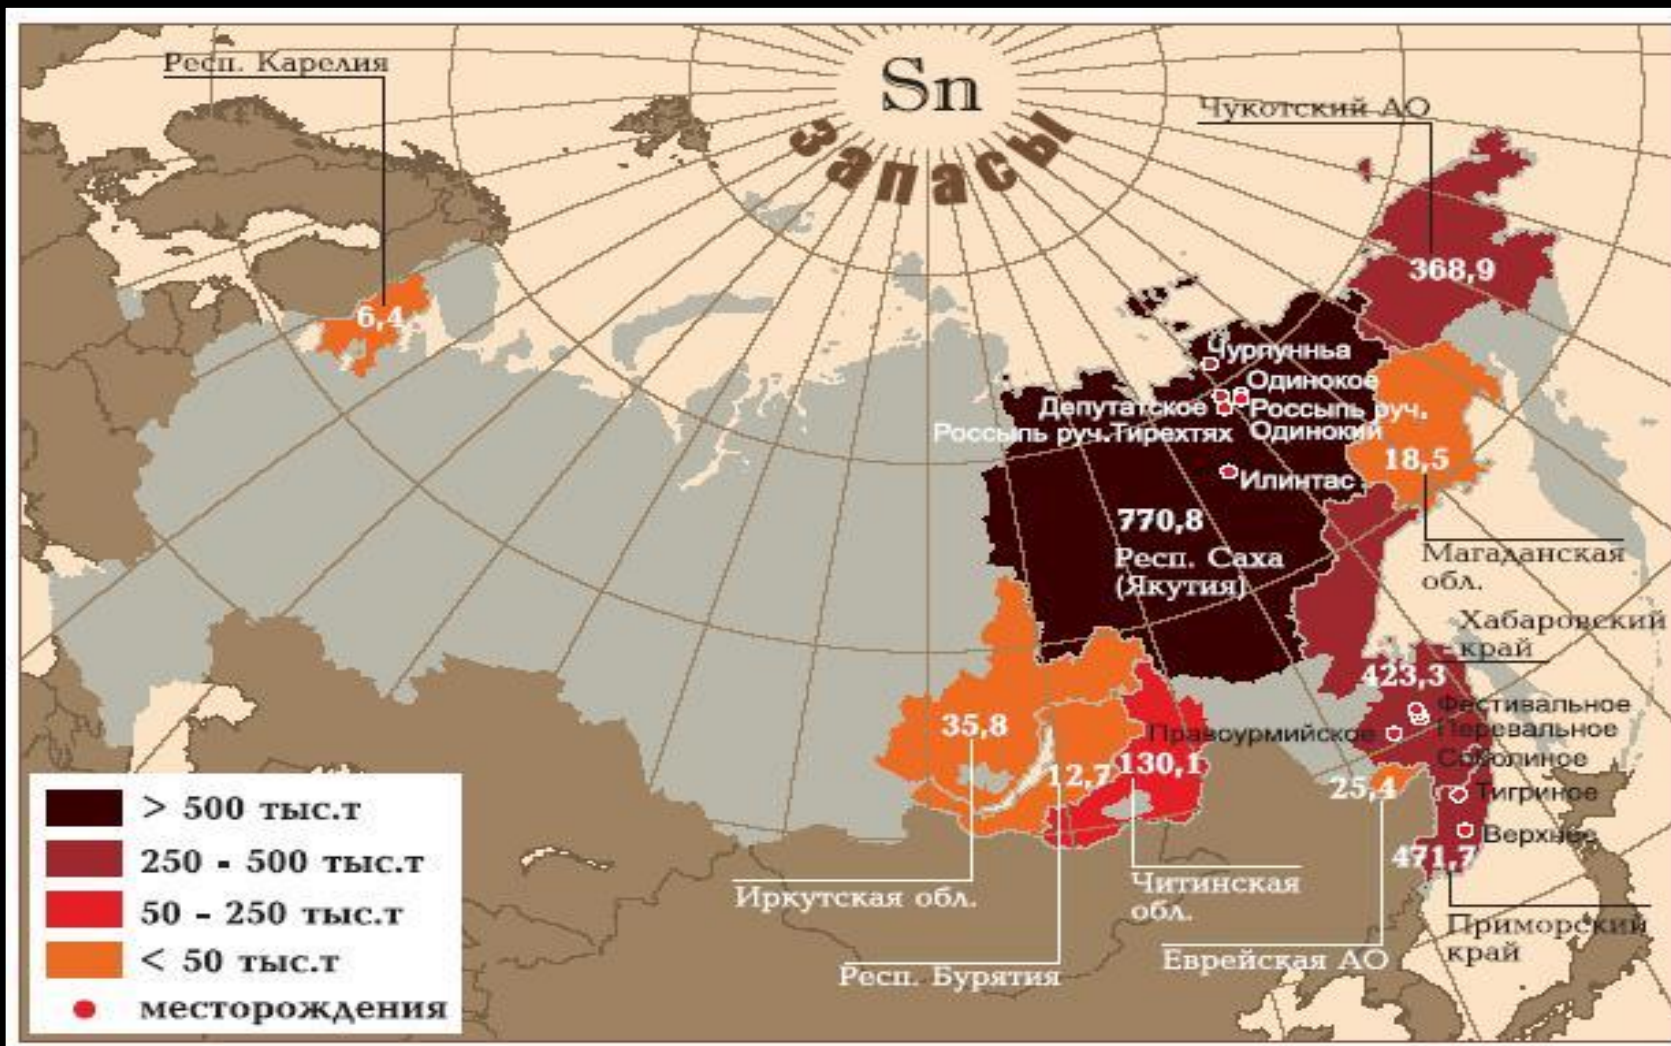 Sn
запасы
Респ. Карелия
6,4
Чукотский АО
368,9
Чурпуннья
Одинокое
Депутатское
Россыпь руч.
Одинокий
Россыпь руч.Тирехтях
Илинтас
18,5
Магаданская
обл.
770,8
Респ. Саха
(Якутия)
Хабаровский
край
423,3
Фестивальное
Перевальное
Соболиное
Правоурмийское
Тигриное
Верхнее
471,7
Приморский
край
25,4
Еврейская АО
130,1
Читинская
обл.
12,7
Респ. Бурятия
35,8
Иркутская обл.
> 500 тыс.т
250 - 500 тыс.т
50 - 250 тыс.т
< 50 тыс.т
месторождения